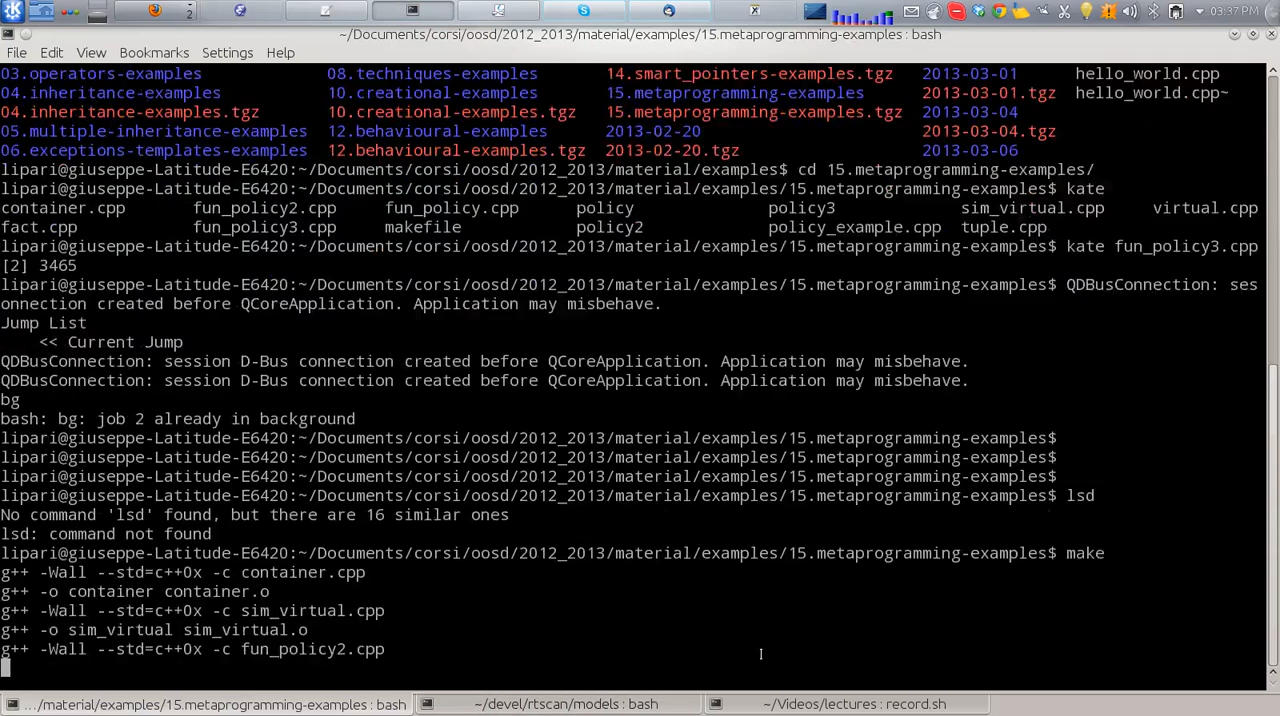 2
03:37 PM
~/Documents/corsi/oosd/2012_2013/material/examples/15.metaprogramming-examples : bash
File Edit View Bookmarks Settings Help
03.operators-examples 08.techniques-examples 14.smart_pointers-examples.tgz 2013-03-01 hello_world.cpp
04.inheritance-examples 10.creational-examples 15.metaprogramming-examples 2013-03-01.tgz hello_world.cpp~
04.inheritance-examples.tgz 10.creational-examples.tgz 15.metaprogramming-examples.tgz 2013-03-04
05.multiple-inheritance-examples 12.behavioural-examples 2013-02-20 2013-03-04.tgz
06.exceptions-templates-examples 12.behavioural-examples.tgz 2013-02-20.tgz 2013-03-06
lipari@giuseppe-Latitude-E6420:~/Documents/corsi/oosd/2012_2013/material/examples$ cd 15.metaprogramming-examples/
lipari@giuseppe-Latitude-E6420:~/Documents/corsi/oosd/2012_2013/material/examples/15.metaprogramming-examples$ kate
container.cpp fun_policy2.cpp fun_policy.cpp policy policy3 sim_virtual.cpp virtual.cpp
fact.cpp fun_policy3.cpp makefile policy2 policy_example.cpp tuple.cpp
lipari@giuseppe-Latitude-E6420:~/Documents/corsi/oosd/2012_2013/material/examples/15.metaprogramming-examples$ kate fun_policy3.cpp
[2] 3465
lipari@giuseppe-Latitude-E6420:~/Documents/corsi/oosd/2012_2013/material/examples/15.metaprogramming-examples$ QDBusConnection: ses
onnection created before QCoreApplication. Application may misbehave.
Jump List
<< Current Jump
QDBusConnection: session D-Bus connection created before QCoreApplication. Application may misbehave.
QDBusConnection: session D-Bus connection created before QCoreApplication. Application may misbehave.
bg
bash: bg: job 2 already in background
lipari@giuseppe-Latitude-E6420:~/Documents/corsi/oosd/2012_2013/material/examples/15.metaprogramming-examples$
lipari@giuseppe-Latitude-E6420:~/Documents/corsi/oosd/2012_2013/material/examples/15.metaprogramming-examples$
lipari@giuseppe-Latitude-E6420:~/Documents/corsi/oosd/2012_2013/material/examples/15.metaprogramming-examples$
lipari@giuseppe-Latitude-E6420:~/Documents/corsi/oosd/2012_2013/material/examples/15.metaprogramming-examples$ lsd
No command 'lsd' found, but there are 16 similar ones
lsd: command not found
lipari@giuseppe-Latitude-E6420:~/Documents/corsi/oosd/2012_2013/material/examples/15.metaprogramming-examples$ make
g++ -Wall --std=c++0x -c container.cpp
g++ -o container container.o
g++ -Wall --std=c++0x -c sim_virtual.cpp
g++ -o sim_virtual sim_virtual.o
g++ -Wall --std=c++0x -c fun_policy2.cpp
.../material/examples/15.metaprogramming-examples : bash ~/devel/rtscan/models : bash ~/Videos/lectures : record.sh